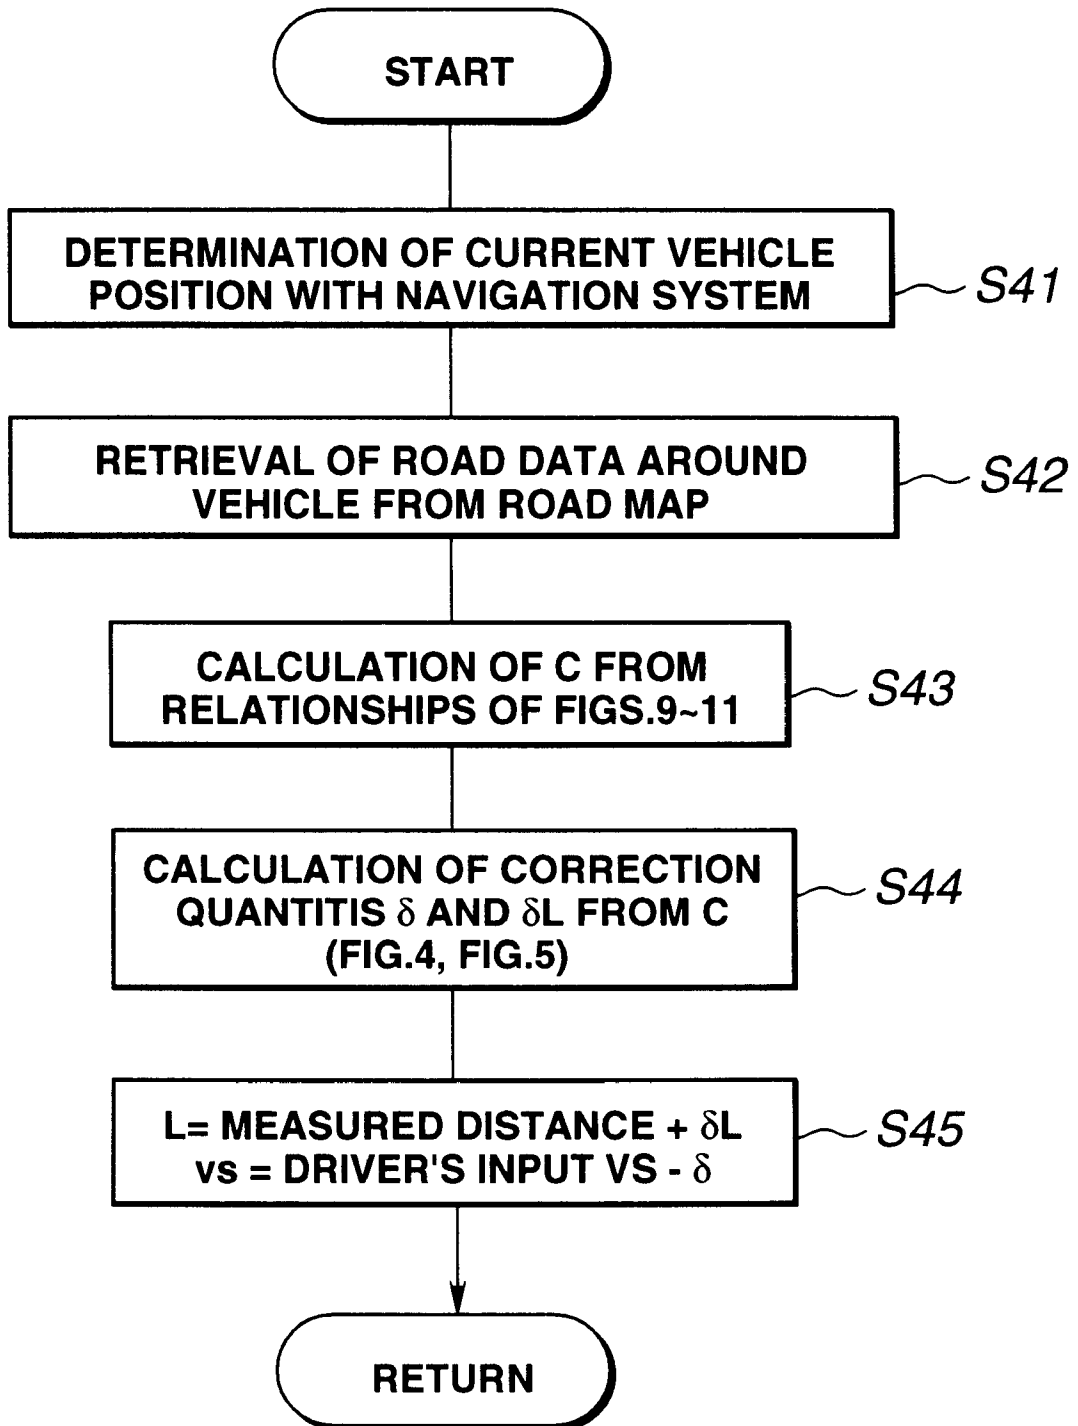 START
DETERMINATION OF CURRENT VEHICLE
POSITION WITH NAVIGATION SYSTEM
S41
RETRIEVAL OF ROAD DATA AROUND
VEHICLE FROM ROAD MAP
S42
CALCULATION OF C FROM
RELATIONSHIPS OF FIGS.9~11
S43
CALCULATION OF CORRECTION
QUANTITIS δ AND δL FROM C
(FIG.4, FIG.5)
S44
L= MEASURED DISTANCE + δL
vs = DRIVER'S INPUT VS - δ
S45
RETURN